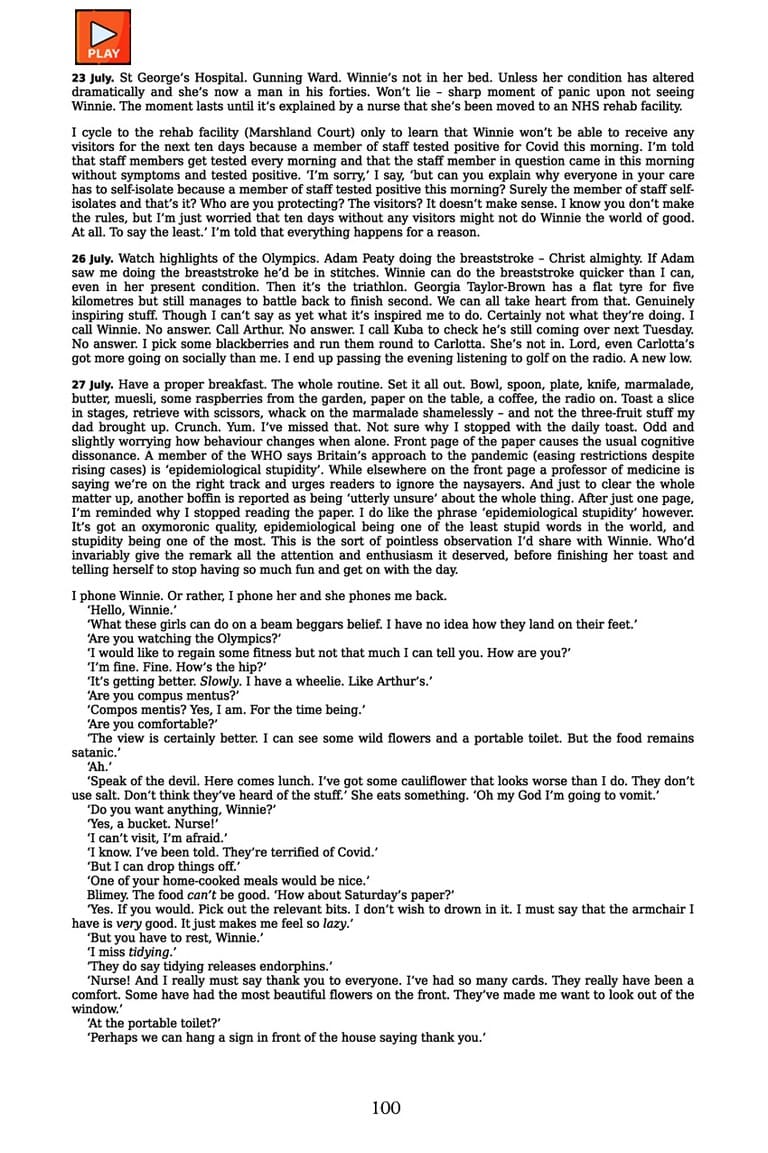 PLAY
23 July. St George's Hospital. Gunning Ward. Winnie's not in her bed. Unless her condition has altered
dramatically and she's now a man in his forties. Won't lie – sharp moment of panic upon not seeing
Winnie. The moment lasts until it's explained by a nurse that she's been moved to an NHS rehab facility.
I cycle to the rehab facility (Marshland Court) only to learn that Winnie won't be able to receive any
visitors for the next ten days because a member of staff tested positive for Covid this morning. I'm told
that staff members get tested every morning and that the staff member in question came in this morning
without symptoms and tested positive. 'I'm sorry,' I say, 'but can you explain why everyone in your care
has to self-isolate because a member of staff tested positive this morning? Surely the member of staff self-
isolates and that's it? Who are you protecting? The visitors? It doesn't make sense. I know you don't make
the rules, but I'm just worried that ten days without any visitors might not do Winnie the world of good.
At all. To say the least.' I'm told that everything happens for a reason.
26 July. Watch highlights of the Olympics. Adam Peaty doing the breaststroke – Christ almighty. If Adam
saw me doing the breaststroke he'd be in stitches. Winnie can do the breaststroke quicker than I can,
even in her present condition. Then it's the triathlon. Georgia Taylor-Brown has a flat tyre for five
kilometres but still manages to battle back to finish second. We can all take heart from that. Genuinely
inspiring stuff. Though I can't say as yet what it's inspired me to do. Certainly not what they're doing. I
call Winnie. No answer. Call Arthur. No answer. I call Kuba to check he's still coming over next Tuesday.
No answer. I pick some blackberries and run them round to Carlotta. She's not in. Lord, even Carlotta's
got more going on socially than me. I end up passing the evening listening to golf on the radio. A new low.
27 July. Have a proper breakfast. The whole routine. Set it all out. Bowl, spoon, plate, knife, marmalade,
butter, muesli, some raspberries from the garden, paper on the table, a coffee, the radio on. Toast a slice
in stages, retrieve with scissors, whack on the marmalade shamelessly – and not the three-fruit stuff my
dad brought up. Crunch. Yum. I've missed that. Not sure why I stopped with the daily toast. Odd and
slightly worrying how behaviour changes when alone. Front page of the paper causes the usual cognitive
dissonance. A member of the WHO says Britain's approach to the pandemic (easing restrictions despite
rising cases) is 'epidemiological stupidity'. While elsewhere on the front page a professor of medicine is
saying we're on the right track and urges readers to ignore the naysayers. And just to clear the whole
matter up, another boffin is reported as being 'utterly unsure' about the whole thing. After just one page,
I'm reminded why I stopped reading the paper. I do like the phrase 'epidemiological stupidity' however.
It's got an oxymoronic quality, epidemiological being one of the least stupid words in the world, and
stupidity being one of the most. This is the sort of pointless observation I'd share with Winnie. Who'd
invariably give the remark all the attention and enthusiasm it deserved, before finishing her toast and
telling herself to stop having so much fun and get on with the day.
I phone Winnie. Or rather, I phone her and she phones me back.
'Hello, Winnie.'
'What these girls can do on a beam beggars belief. I have no idea how they land on their feet.'
'Are you watching the Olympics?'
'I would like to regain some fitness but not that much I can tell you. How are you?'
'I'm fine. Fine. How's the hip?'
'It's getting better. Slowly. I have a wheelie. Like Arthur's.'
'Are you compus mentus?'
'Compos mentis? Yes, I am. For the time being.'
'Are you comfortable?'
'The view is certainly better. I can see some wild flowers and a portable toilet. But the food remains
satanic.'
'Ah.'
'Speak of the devil. Here comes lunch. I've got some cauliflower that looks worse than I do. They don't
use salt. Don't think they've heard of the stuff.' She eats something. 'Oh my God I'm going to vomit.'
'Do you want anything, Winnie?'
'Yes, a bucket. Nurse!'
'I can't visit, I'm afraid.'
'I know. I've been told. They're terrified of Covid.'
'But I can drop things off.'
'One of your home-cooked meals would be nice.'
Blimey. The food can't be good. 'How about Saturday's paper?'
'Yes. If you would. Pick out the relevant bits. I don't wish to drown in it. I must say that the armchair I
have is very good. It just makes me feel so lazy.'
'But you have to rest, Winnie.'
'I miss tidying.'
'They do say tidying releases endorphins.'
'Nurse! And I really must say thank you to everyone. I've had so many cards. They really have been a
comfort. Some have had the most beautiful flowers on the front. They've made me want to look out of the
window.'
'At the portable toilet?'
'Perhaps we can hang a sign in front of the house saying thank you.'
100